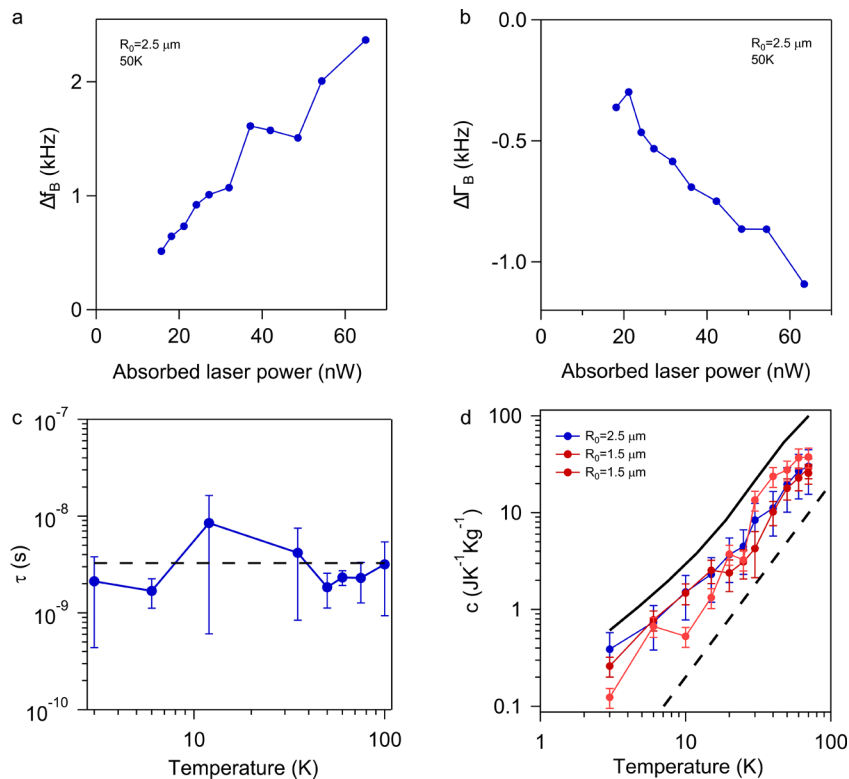 a
R₀=2.5 μm
50K
2
1
0
Δf_B (kHz)
0
20
40
60
Absorbed laser power (nW)
b
R₀=2.5 μm
50K
0.0
-0.5
-1.0
ΔΓ_B (kHz)
0
20
40
60
Absorbed laser power (nW)
c
10⁻⁷
10⁻⁸
10⁻⁹
10⁻¹⁰
τ (s)
10
100
Temperature (K)
d
R₀=2.5 μm
R₀=1.5 μm
R₀=1.5 μm
100
10
1
0.1
c (JK⁻¹Kg⁻¹)
1
10
100
Temperature (K)